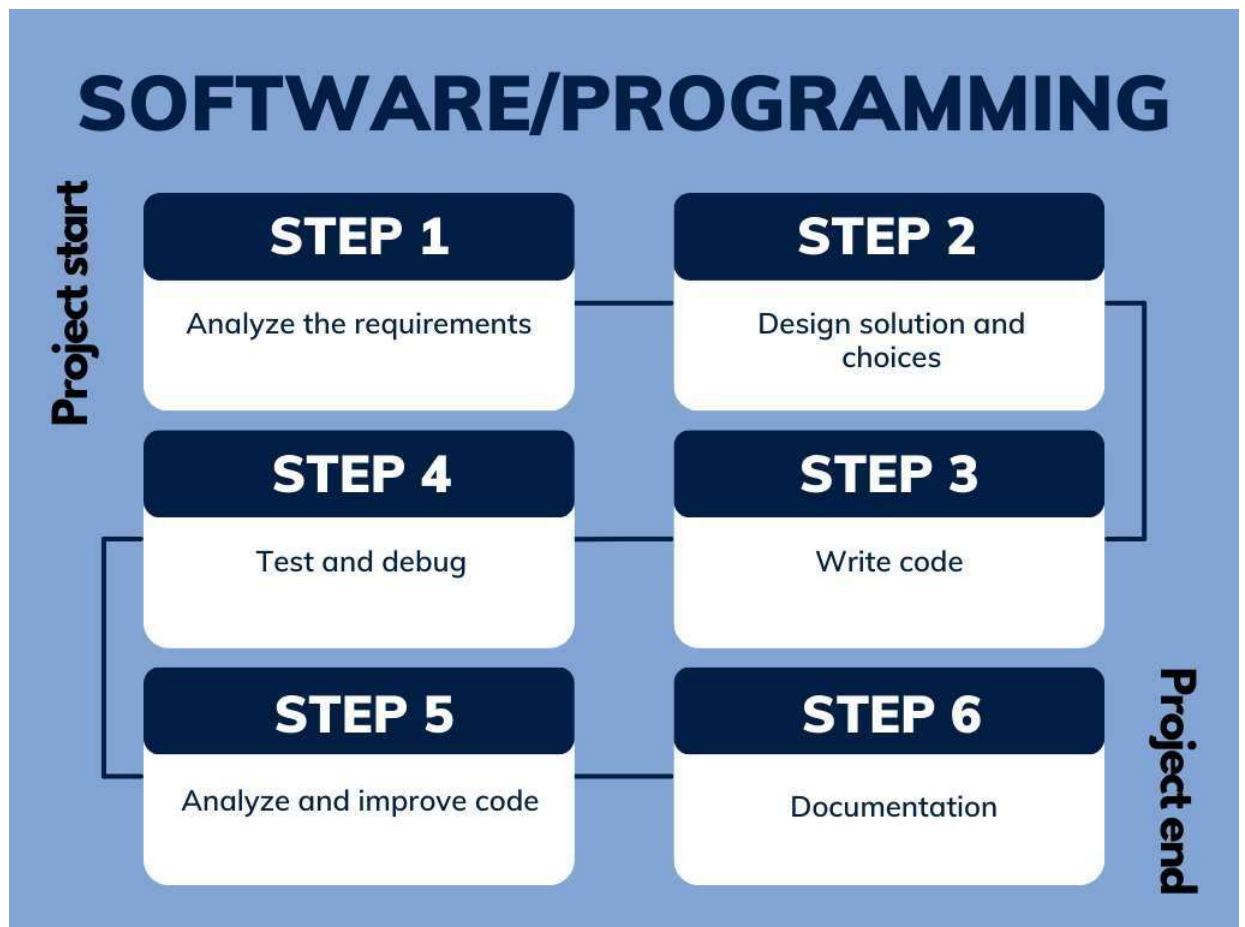 SOFTWARE/PROGRAMMING
Project start
STEP 1
Analyze the requirements
STEP 2
Design solution and
choices
STEP 3
Write code
STEP 4
Test and debug
STEP 5
Analyze and improve code
STEP 6
Documentation
Project end